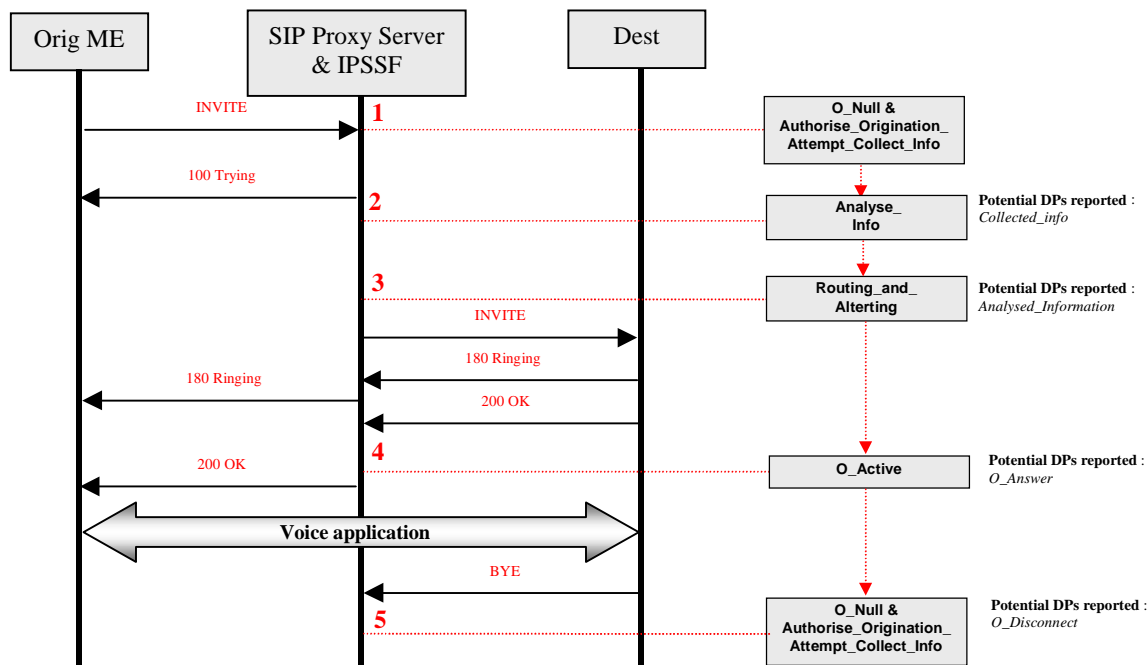 Orig ME
SIP Proxy Server
& IPSSF
Dest
INVITE
1
O_Null &
Authorise_Origination_
Attempt_Collect_Info
100 Trying
2
Analyse_
Info
Potential DPs reported :
Collected_info
3
Routing_and_
Alterting
Potential DPs reported :
Analysed_Information
INVITE
180 Ringing
180 Ringing
200 OK
4
200 OK
O_Active
Potential DPs reported :
O_Answer
Voice application
BYE
5
O_Null &
Authorise_Origination_
Attempt_Collect_Info
Potential DPs reported :
O_Disconnect